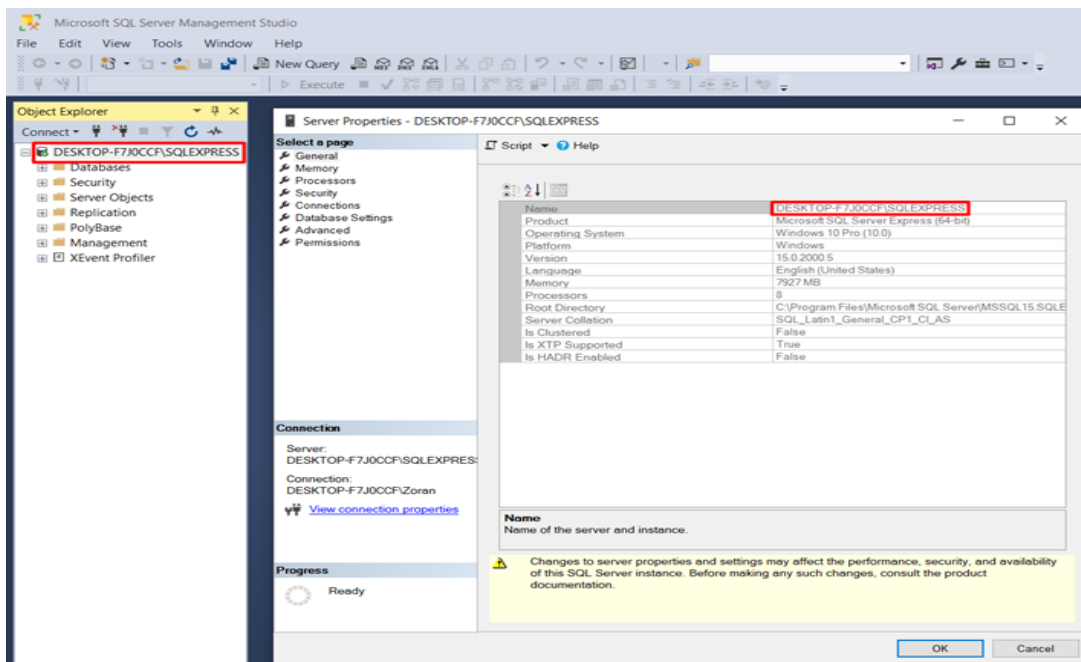 Microsoft SQL Server Management Studio
File Edit View Tools Window Help
New Query
Execute
Object Explorer
Connect
DESKTOP-F7J0CCF\SQLEXPRESS
Databases
Security
Server Objects
Replication
PolyBase
Management
XEvent Profiler
Server Properties - DESKTOP-F7J0CCF\SQLEXPRESS
Select a page
General
Memory
Processors
Security
Connections
Database Settings
Advanced
Permissions
Connection
Server:
DESKTOP-F7J0CCF\SQLEXPRES
Connection:
DESKTOP-F7J0CCF\Zoran
View connection properties
Progress
Ready
Script Help
Name DESKTOP-F7J0CCF\SQLEXPRESS
Product Microsoft SQL Server Express (64-bit)
Operating System Windows 10 Pro (10.0)
Platform Windows
Version 15.0.2000.5
Language English (United States)
Memory 7927 MB
Processors 8
Root Directory C:\Program Files\Microsoft SQL Server\MSSQL15.SQLE
Server Collation SQL_Latin1_General_CP1_CI_AS
Is Clustered False
Is XTP Supported True
Is HADR Enabled False
Name
Name of the server and instance.
Changes to server properties and settings may affect the performance, security, and availability
of this SQL Server instance. Before making any such changes, consult the product
documentation.
OK Cancel